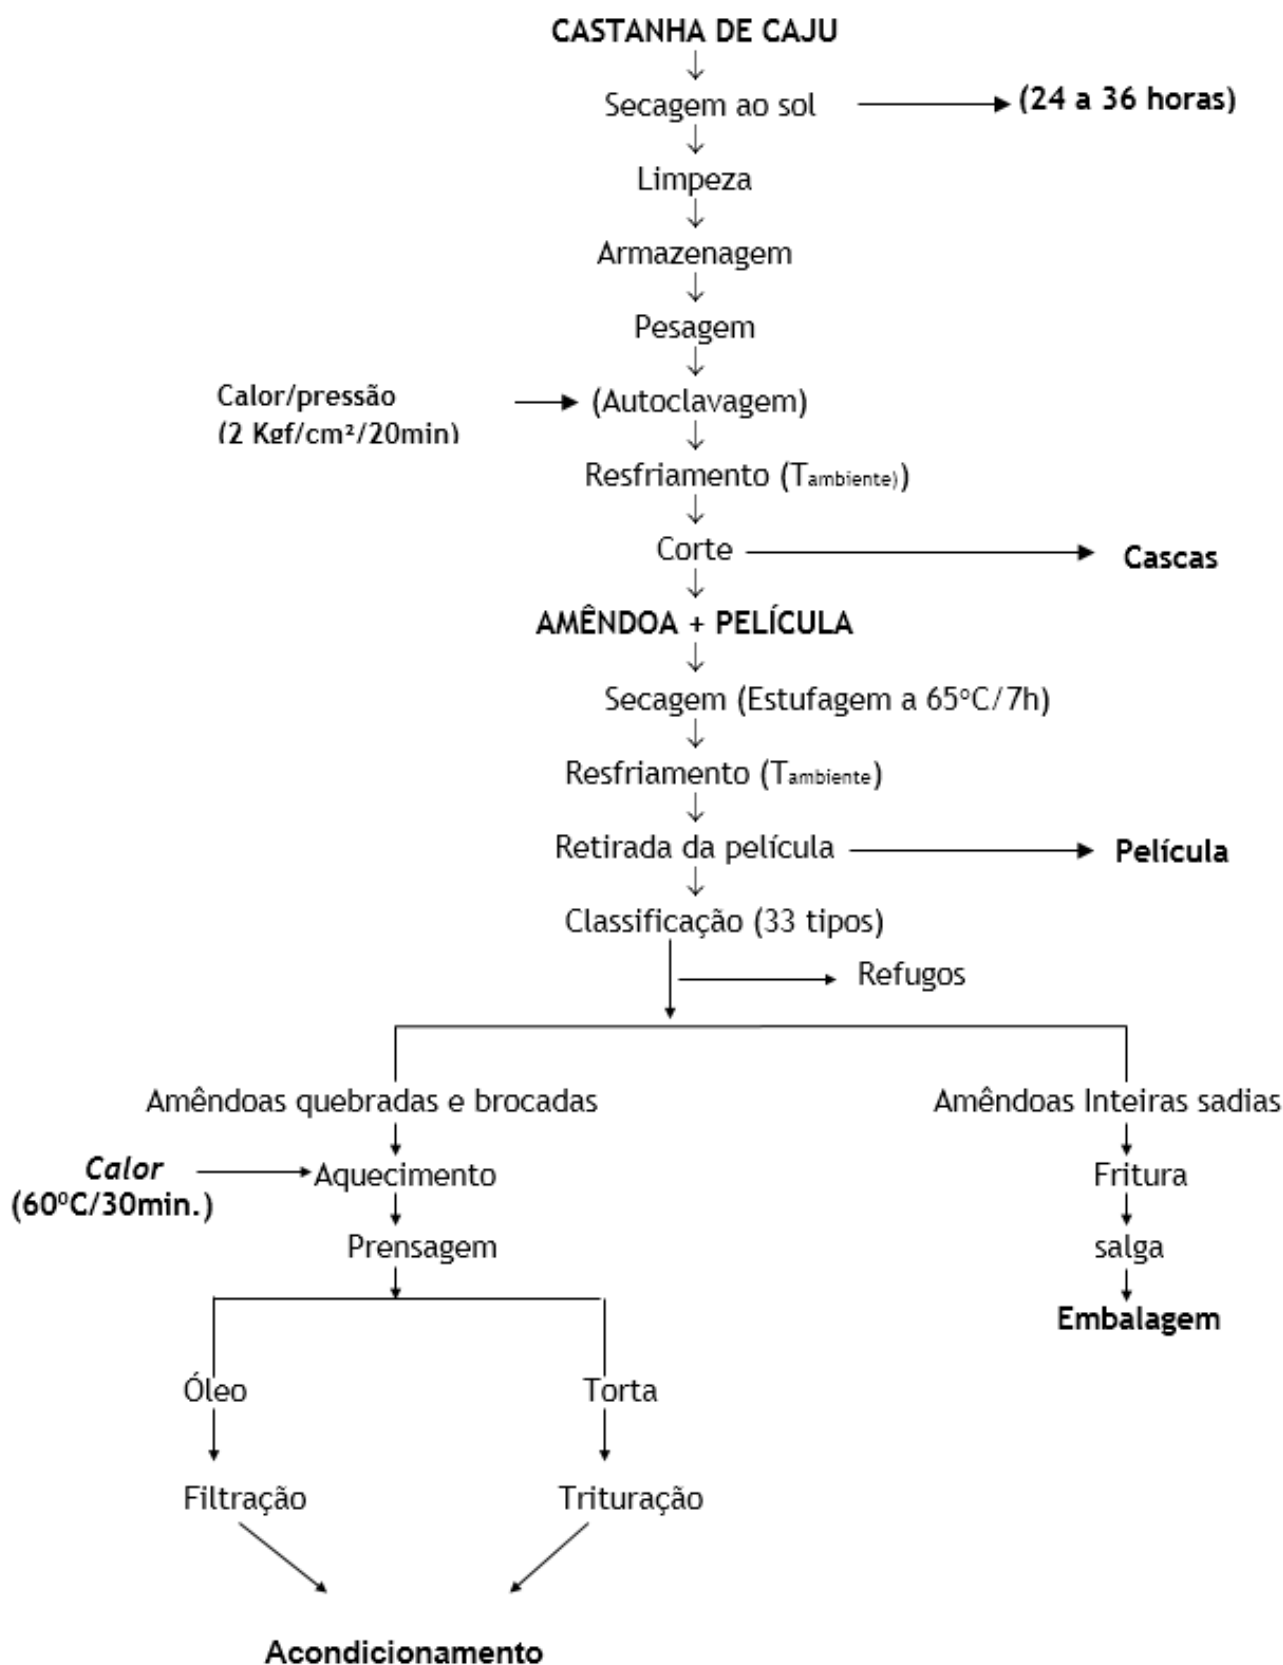 CASTANHA DE CAJU
Secagem ao sol
(24 a 36 horas)
Limpeza
Armazenagem
Pesagem
Calor/pressão
(2 Kgf/cm²/20min)
(Autoclavagem)
Resfriamento (Tambiente))
Corte
Cascas
AMÊNDOA + PELÍCULA
Secagem (Estufagem a 65ºC/7h)
Resfriamento (Tambiente)
Retirada da película
Película
Classificação (33 tipos)
Refugos
Amêndoas quebradas e brocadas
Amêndoas Inteiras sadias
Calor
(60ºC/30min.)
Aquecimento
Fritura
Prensagem
salga
Embalagem
Óleo
Torta
Filtração
Trituração
Acondicionamento